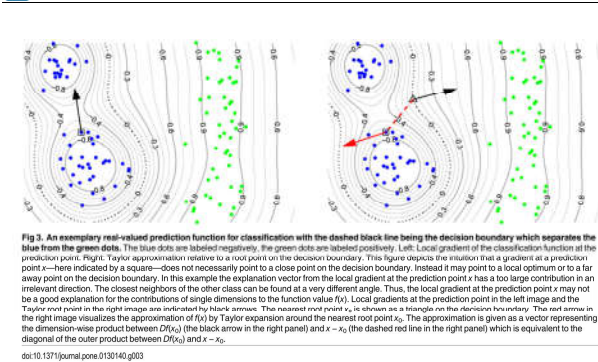 Fig 3. An exemplary real-valued prediction function for classification with the dashed black line being the decision boundary which separates the
blue from the green dots. The blue dots are labeled negatively, the green dots are labeled positively. Left: Local gradient of the classification function at the
prediction point. Right: Taylor approximation relative to a root point on the decision boundary. This figure depicts the intuition that a gradient at a prediction
point x—here indicated by a square—does not necessarily point to a close point on the decision boundary. Instead it may point to a local optimum or to a far
away point on the decision boundary. In this example the explanation vector from the local gradient at the prediction point x has a too large contribution in an
irrelevant direction. The closest neighbors of the other class can be found at a very different angle. Thus, the local gradient at the prediction point x may not
be a good explanation for the contributions of single dimensions to the function value f(x). Local gradients at the prediction point in the left image and the
Taylor root point in the right image are indicated by black arrows. The nearest root point x₀ is shown as a triangle on the decision boundary. The red arrow in
the right image visualizes the approximation of f(x) by Taylor expansion around the nearest root point x₀. The approximation is given as a vector representing
the dimension-wise product between Df(x₀) (the black arrow in the right panel) and x – x₀ (the dashed red line in the right panel) which is equivalent to the
diagonal of the outer product between Df(x₀) and x – x₀.
doi:10.1371/journal.pone.0130140.g003